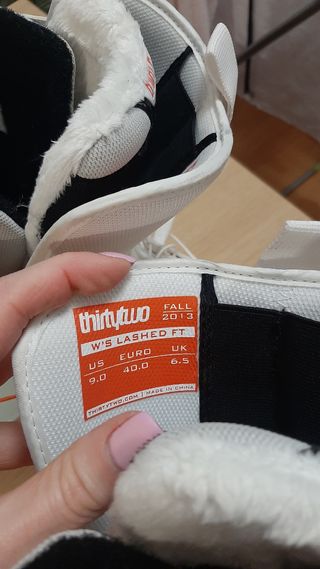 thirtytwo
FALL
2013
W'S LASHED FT
US EURO UK
9.0 40.0 6.5
THIRTYTWO.COM | MADE IN CHINA